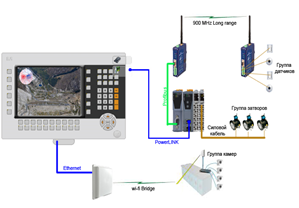 900 MHz Long range
Группа
датчиков
Profibus
PowerLINK
Силовой
кабель
Группа затворов
Ethernet
Группа камер
wi-fi Bridge